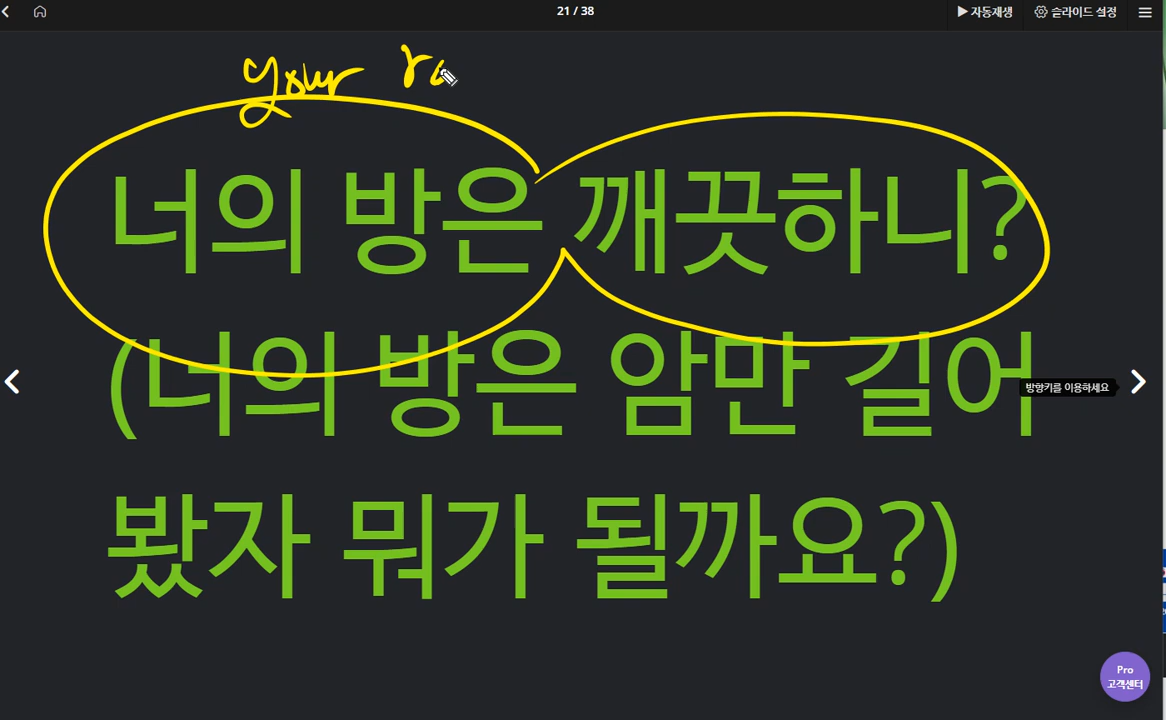 21 / 38
▶ 자동재생
슬라이드 설정
your ro
너의 방은 깨끗하니?
(너의 방은 암만 길어
방향키를 이용하세요
봤자 뭐가 될까요?)
Pro
고객센터